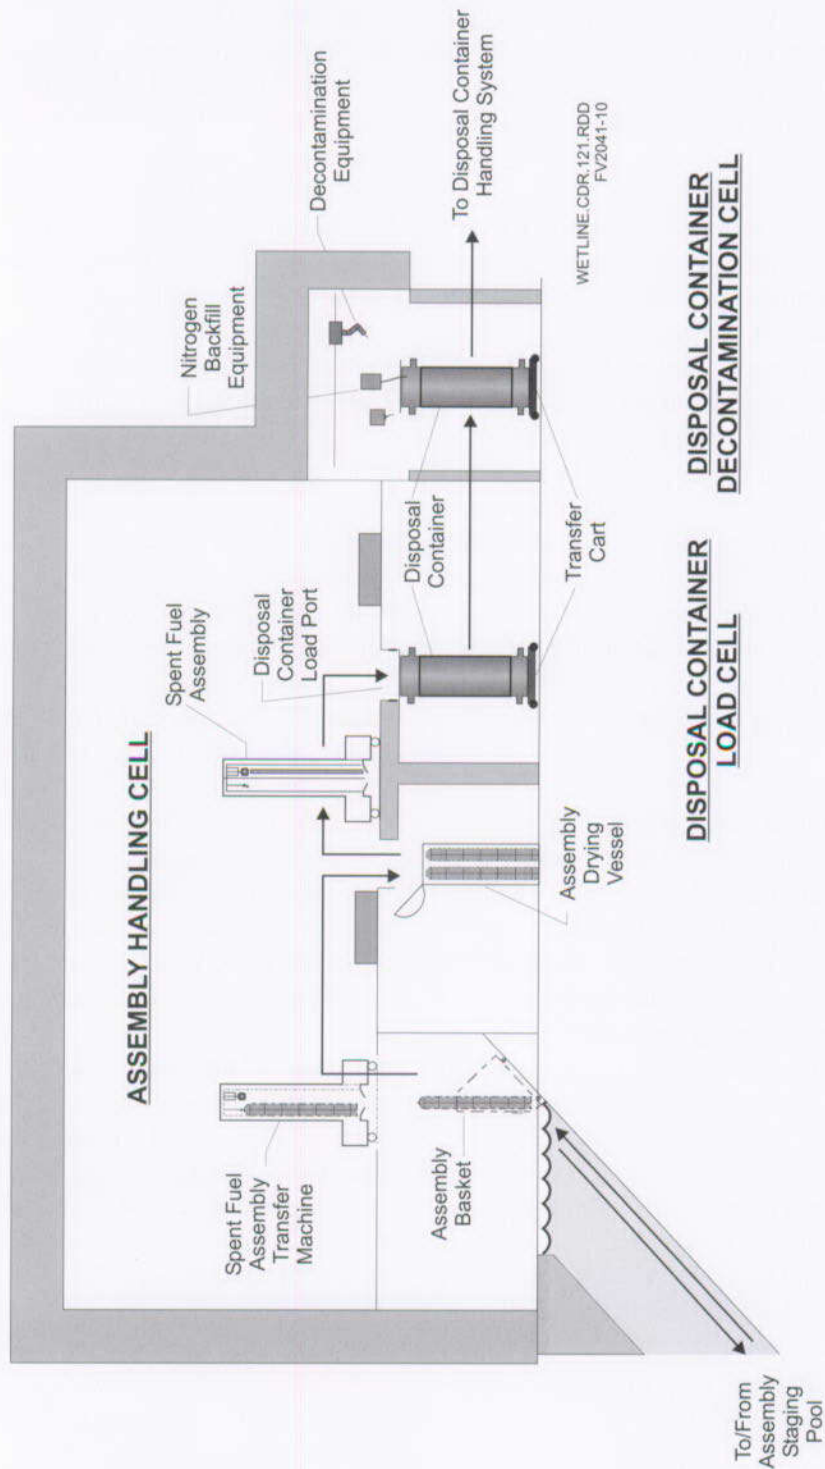 ASSEMBLY HANDLING CELL
Spent Fuel
Assembly
Transfer
Machine
Spent Fuel
Assembly
Disposal
Container
Load Port
Nitrogen
Backfill
Equipment
Decontamination
Equipment
Assembly
Basket
Assembly
Drying
Vessel
Disposal
Container
Transfer
Cart
To Disposal Container
Handling System
WETLINE.CDR.121.RDD
FV2041-10
To/From
Assembly
Staging
Pool
DISPOSAL CONTAINER
LOAD CELL
DISPOSAL CONTAINER
DECONTAMINATION CELL